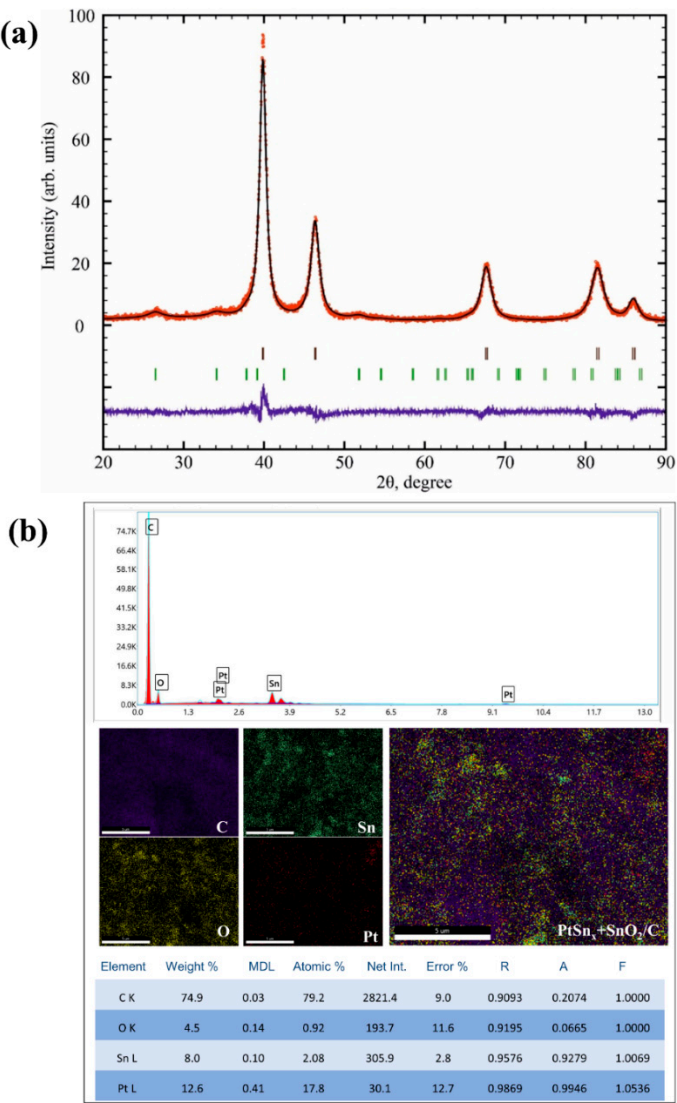 (a)
100
80
60
40
20
0
Intensity (arb. units)
20 30 40 50 60 70 80 90
2θ, degree
(b)
74.7K
66.4K
58.1K
49.8K
41.5K
33.2K
24.9K
16.6K
8.3K
0.0K
C
O
Pt
Pt
Sn
Pt
0.0 1.3 2.6 3.9 5.2 6.5 7.8 9.1 10.4 11.7 13.0
C
Sn
O
Pt
5 μm
PtSnₓ+SnO₂/C
Element Weight % MDL Atomic % Net Int. Error % R A F
C K 74.9 0.03 79.2 2821.4 9.0 0.9093 0.2074 1.0000
O K 4.5 0.14 0.92 193.7 11.6 0.9195 0.0665 1.0000
Sn L 8.0 0.10 2.08 305.9 2.8 0.9576 0.9279 1.0069
Pt L 12.6 0.41 17.8 30.1 12.7 0.9869 0.9946 1.0536